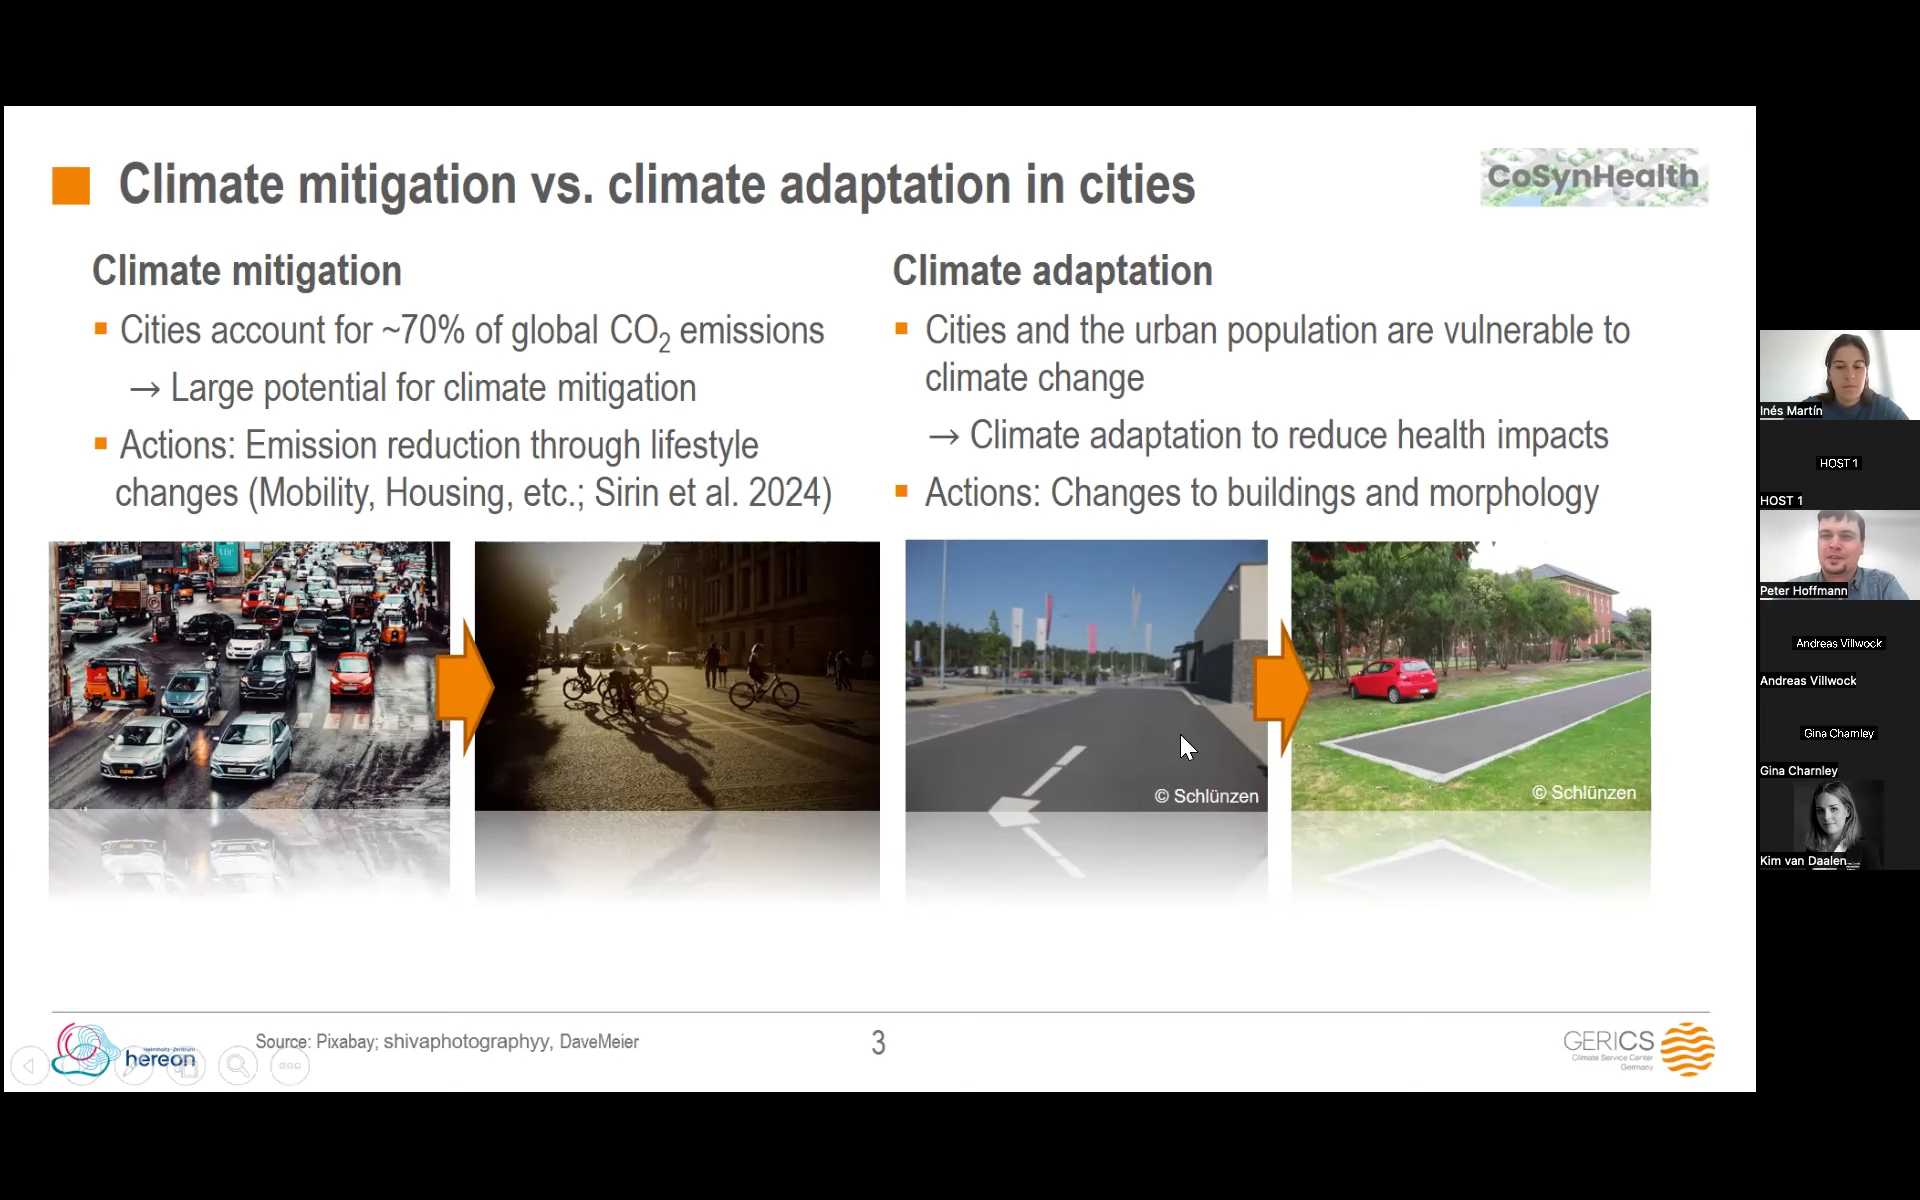 Climate mitigation vs. climate adaptation in cities
CoSynHealth
Climate mitigation
▪ Cities account for ~70% of global CO₂ emissions
→ Large potential for climate mitigation
▪ Actions: Emission reduction through lifestyle
changes (Mobility, Housing, etc.; Sirin et al. 2024)
Climate adaptation
▪ Cities and the urban population are vulnerable to
climate change
→ Climate adaptation to reduce health impacts
▪ Actions: Changes to buildings and morphology
© Schlünzen
© Schlünzen
Helmholtz-Zentrum
hereon
Source: Pixabay; shivaphotographyy, DaveMeier
3
GERICS
Climate Service Center
Germany
Inés Martín
HOST 1
HOST 1
Peter Hoffmann
Andreas Villwock
Andreas Villwock
Gina Charnley
Gina Charnley
Kim van Daalen